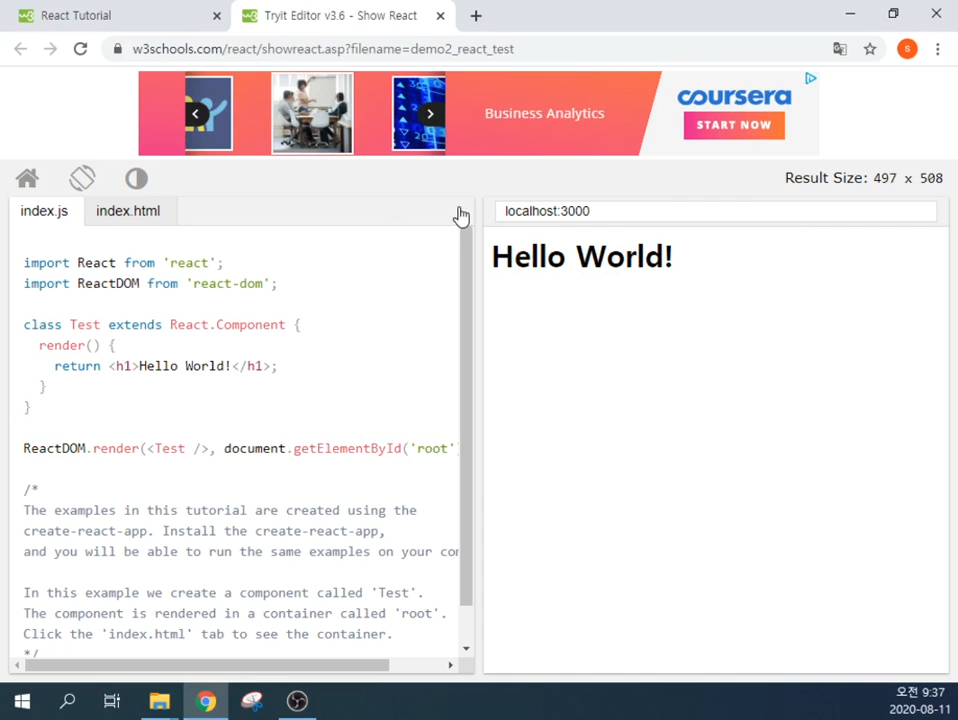 React Tutorial
Tryit Editor v3.6 - Show React
w3schools.com/react/showreact.asp?filename=demo2_react_test
S
Business Analytics
coursera
START NOW
Result Size: 497 x 508
index.js
index.html
localhost:3000
import React from 'react';
import ReactDOM from 'react-dom';
class Test extends React.Component {
render() {
return <h1>Hello World!</h1>;
}
}
ReactDOM.render(<Test />, document.getElementById('root'
/*
The examples in this tutorial are created using the
create-react-app. Install the create-react-app,
and you will be able to run the same examples on your co
In this example we create a component called 'Test'.
The component is rendered in a container called 'root'.
Click the 'index.html' tab to see the container.
*/
Hello World!
오전 9:37
2020-08-11